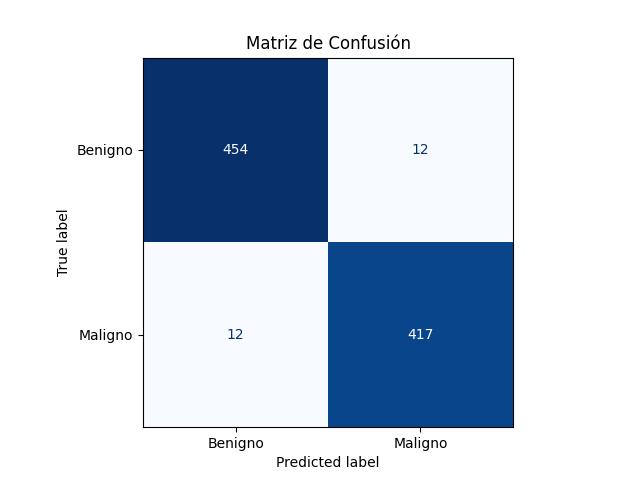 Matriz de Confusión
True label
Benigno
454
12
Maligno
12
417
Benigno
Maligno
Predicted label